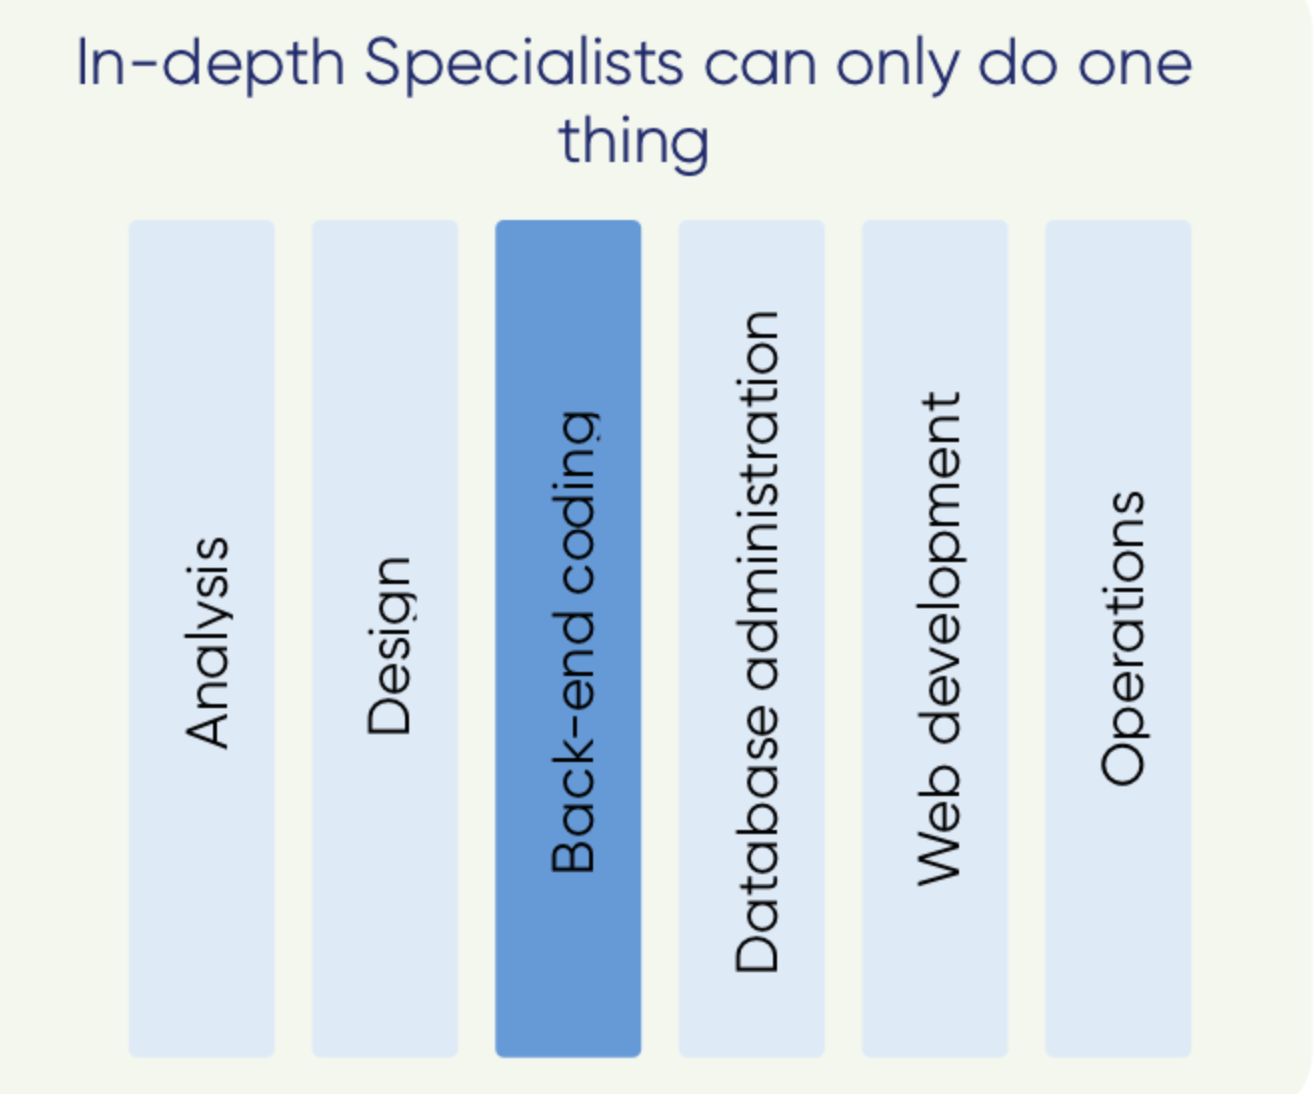 In-depth Specialists can only do one
thing
Analysis
Design
Back-end coding
Database administration
Web development
Operations